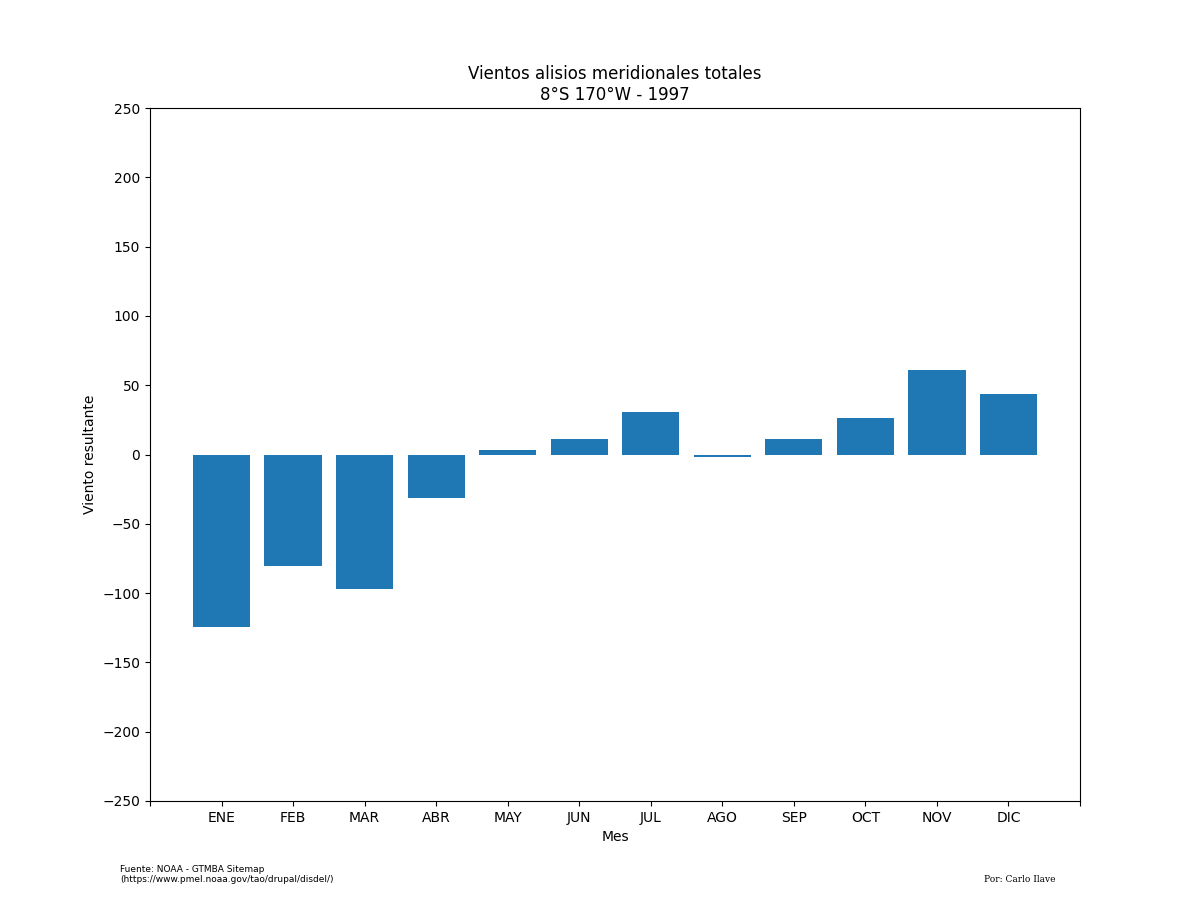 Vientos alisios meridionales totales
8°S 170°W - 1997
250
200
150
100
50
0
−50
−100
−150
−200
−250
Viento resultante
ENE FEB MAR ABR MAY JUN JUL AGO SEP OCT NOV DIC
Mes
Fuente: NOAA - GTMBA Sitemap
(https://www.pmel.noaa.gov/tao/drupal/disdel/)
Por: Carlo Ilave